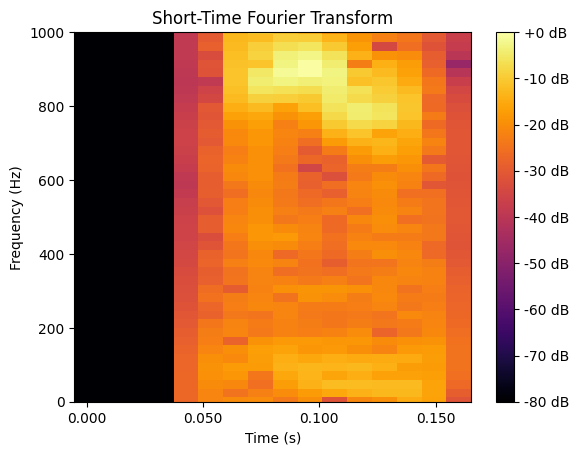 Short-Time Fourier Transform
1000
800
600
400
200
0
Frequency (Hz)
0.000
0.050
0.100
0.150
Time (s)
+0 dB
-10 dB
-20 dB
-30 dB
-40 dB
-50 dB
-60 dB
-70 dB
-80 dB